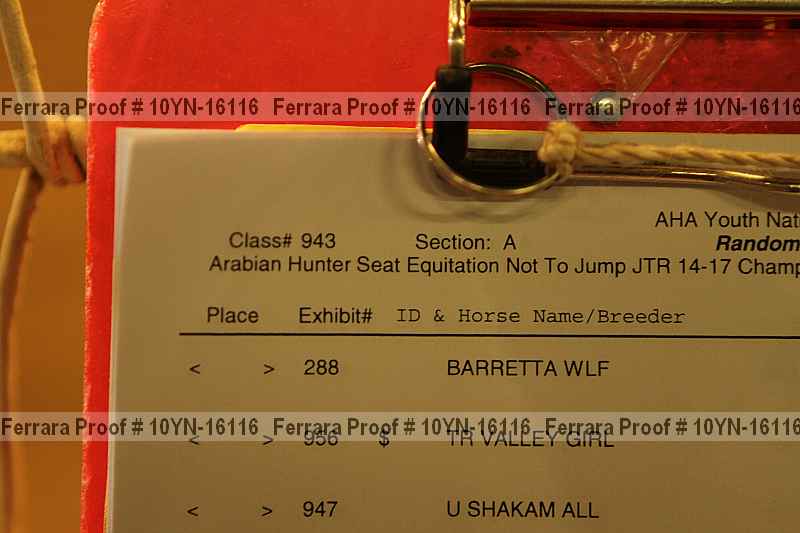 Ferrara Proof # 10YN-16116 Ferrara Proof # 10YN-16116 Ferrara Proof # 10YN-16116
AHA Youth Nati
Class# 943 Section: A Random
Arabian Hunter Seat Equitation Not To Jump JTR 14-17 Champ
Place Exhibit# ID & Horse Name/Breeder
< > 288 BARRETTA WLF
Ferrara Proof # 10YN-16116 Ferrara Proof # 10YN-16116 Ferrara Proof # 10YN-16116
< > 956 $ TR VALLEY GIRL
< > 947 U SHAKAM ALL